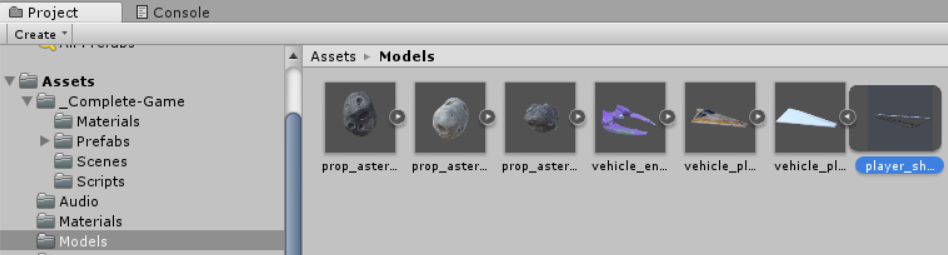 Project Console
Create
All Prefabs
Assets
_Complete-Game
Materials
Prefabs
Scenes
Scripts
Audio
Materials
Models
Assets Models
prop_aster... prop_aster... prop_aster... vehicle_en... vehicle_pl... vehicle_pl... player_sh...